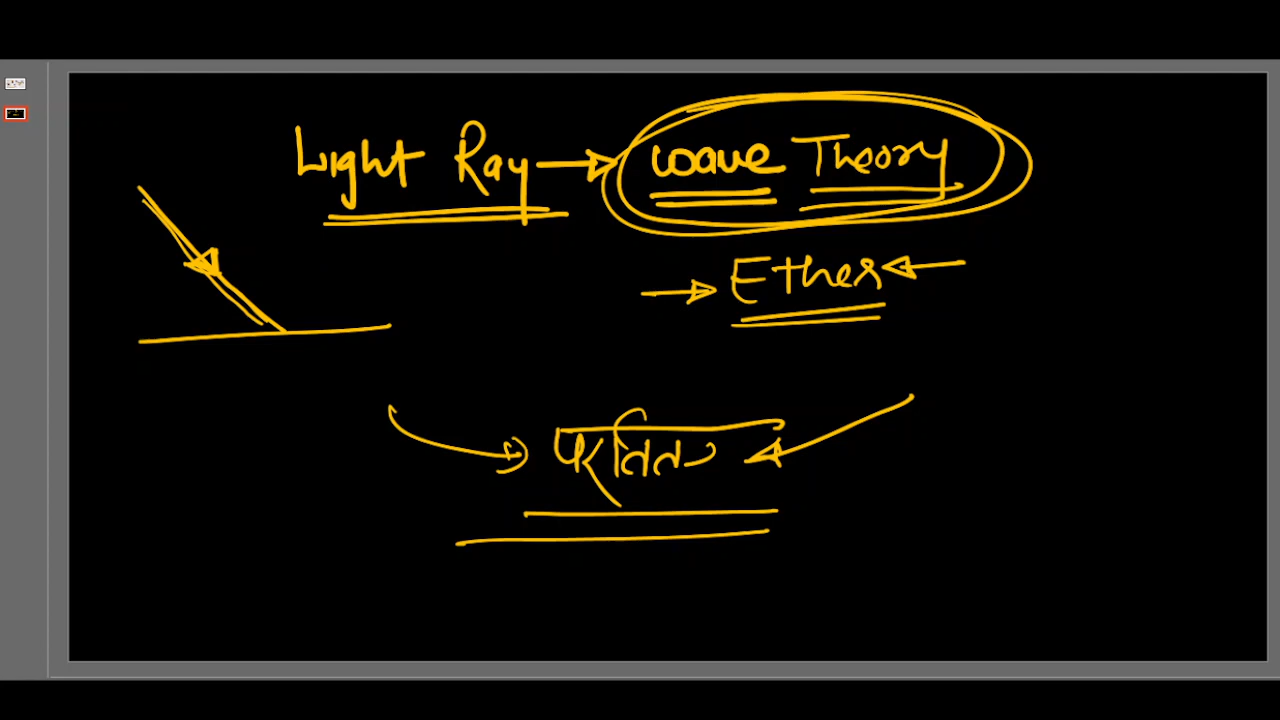 Light Ray → Wave Theory
→ Ether ←